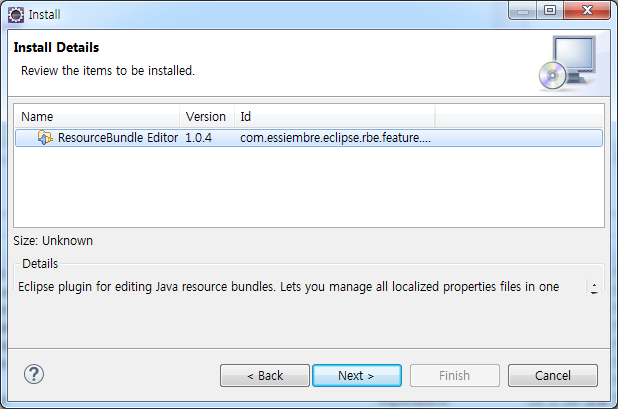 Install
Install Details
Review the items to be installed.
Name Version Id
ResourceBundle Editor 1.0.4 com.essiembre.eclipse.rbe.feature....
Size: Unknown
Details
Eclipse plugin for editing Java resource bundles. Lets you manage all localized properties files in one
? < Back Next > Finish Cancel